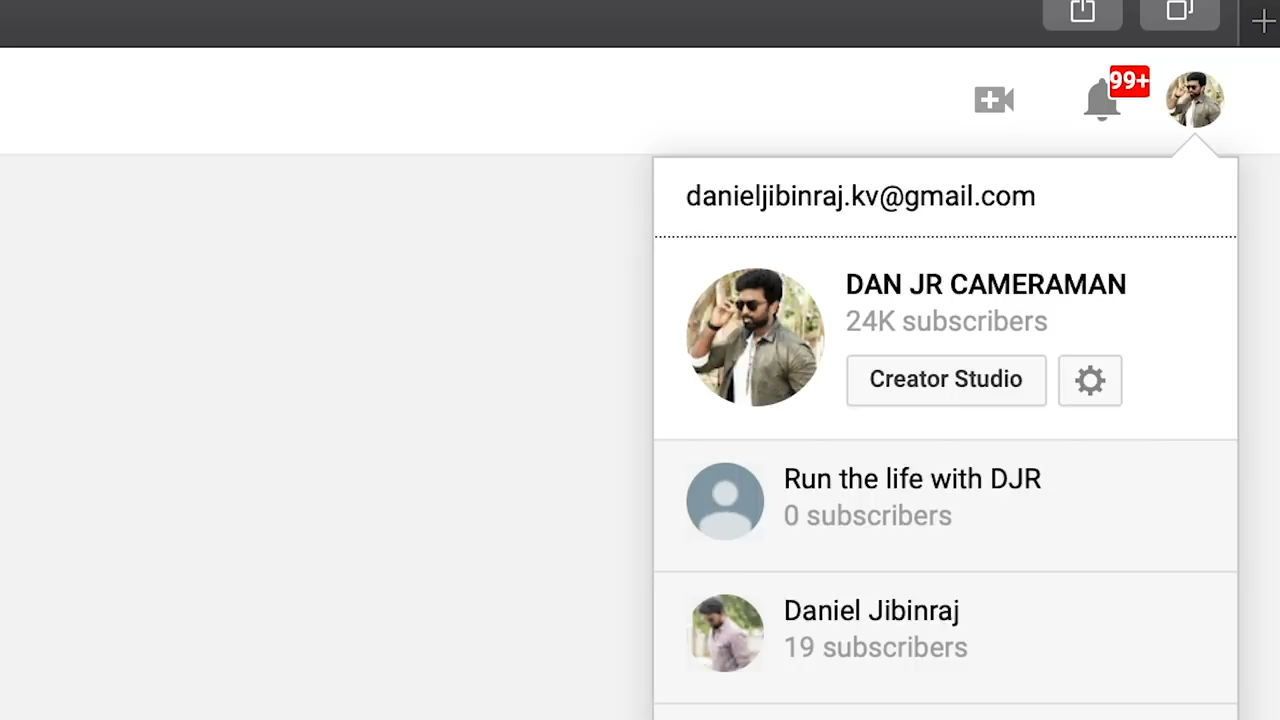 99+
danieljibinraj.kv@gmail.com
DAN JR CAMERAMAN
24K subscribers
Creator Studio
Run the life with DJR
0 subscribers
Daniel Jibinraj
19 subscribers